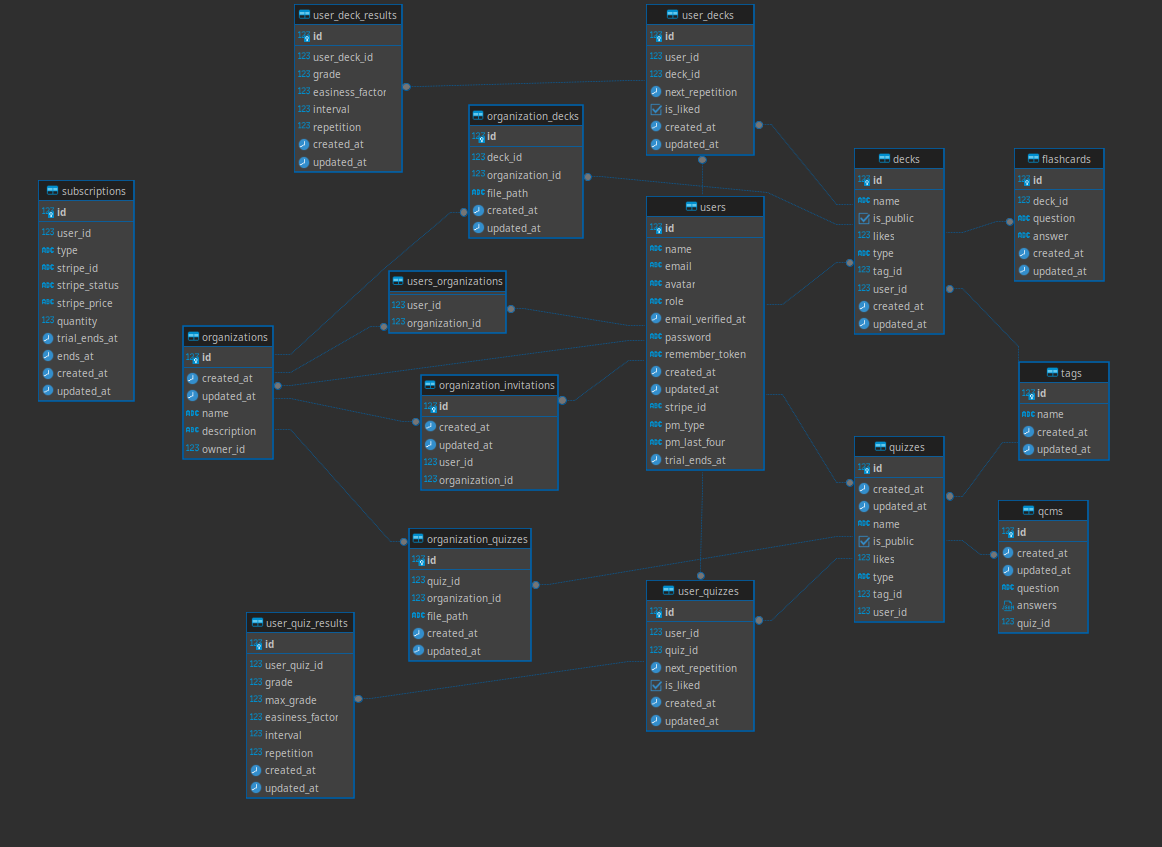 user_deck_results
id
user_deck_id
grade
easiness_factor
interval
repetition
created_at
updated_at
user_decks
id
user_id
deck_id
next_repetition
is_liked
created_at
updated_at
organization_decks
id
deck_id
organization_id
file_path
created_at
updated_at
decks
id
name
is_public
likes
type
tag_id
user_id
created_at
updated_at
flashcards
id
deck_id
question
answer
created_at
updated_at
subscriptions
id
user_id
type
stripe_id
stripe_status
stripe_price
quantity
trial_ends_at
ends_at
created_at
updated_at
users
id
name
email
avatar
role
email_verified_at
password
remember_token
created_at
updated_at
stripe_id
pm_type
pm_last_four
trial_ends_at
users_organizations
user_id
organization_id
organizations
id
created_at
updated_at
name
description
owner_id
organization_invitations
id
created_at
updated_at
user_id
organization_id
tags
id
name
created_at
updated_at
quizzes
id
created_at
updated_at
name
is_public
likes
type
tag_id
user_id
qcms
id
created_at
updated_at
question
answers
quiz_id
organization_quizzes
id
quiz_id
organization_id
file_path
created_at
updated_at
user_quizzes
id
user_id
quiz_id
next_repetition
is_liked
created_at
updated_at
user_quiz_results
id
user_quiz_id
grade
max_grade
easiness_factor
interval
repetition
created_at
updated_at